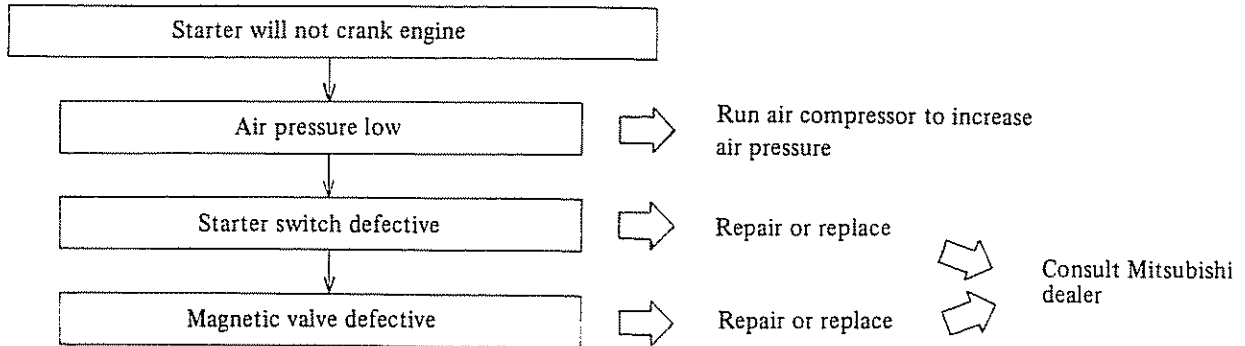 Starter will not crank engine
Air pressure low
Run air compressor to increase
air pressure
Starter switch defective
Repair or replace
Consult Mitsubishi
dealer
Magnetic valve defective
Repair or replace